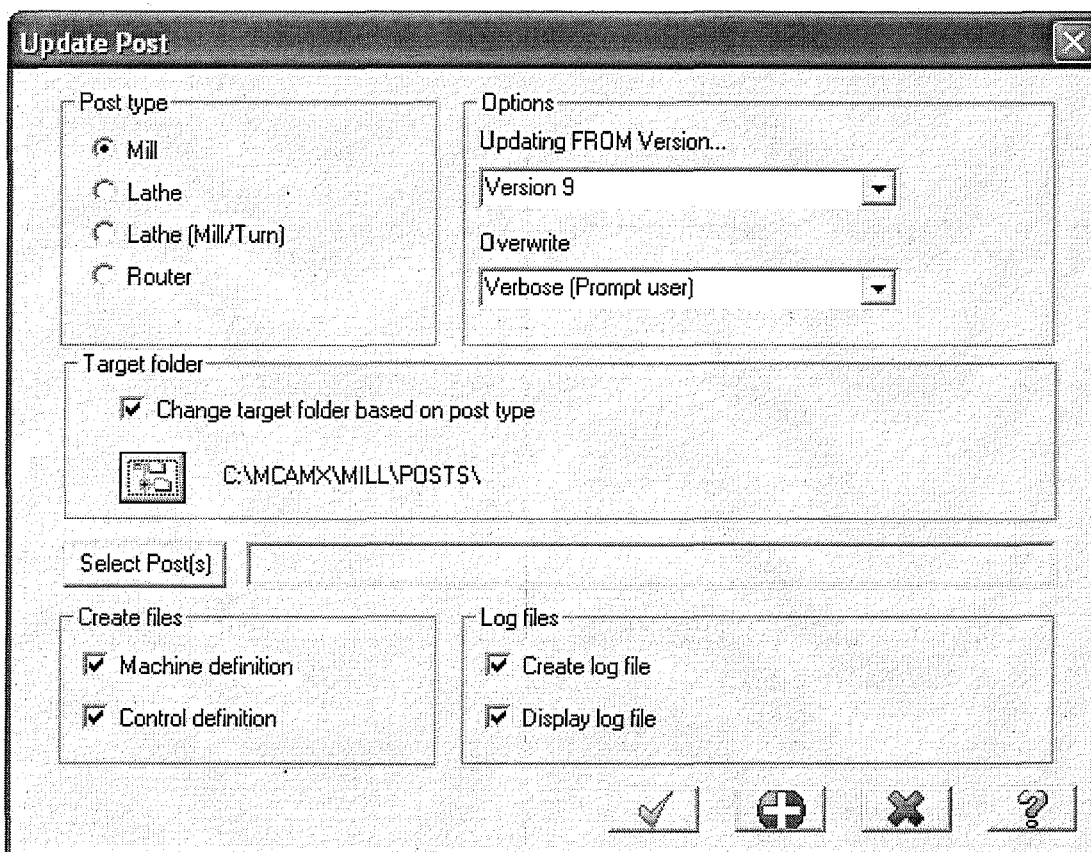 Update Post
Post type
Mill
Lathe
Lathe (Mill/Turn)
Router
Options
Updating FROM Version...
Version 9
Overwrite
Verbose (Prompt user)
Target folder
Change target folder based on post type
C:\MCAMX\MILL\POSTS\
Select Post(s)
Create files
Machine definition
Control definition
Log files
Create log file
Display log file